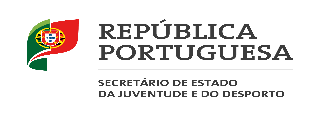 REPÚBLICA
PORTUGUESA
SECRETÁRIO DE ESTADO
DA JUVENTUDE E DO DESPORTO